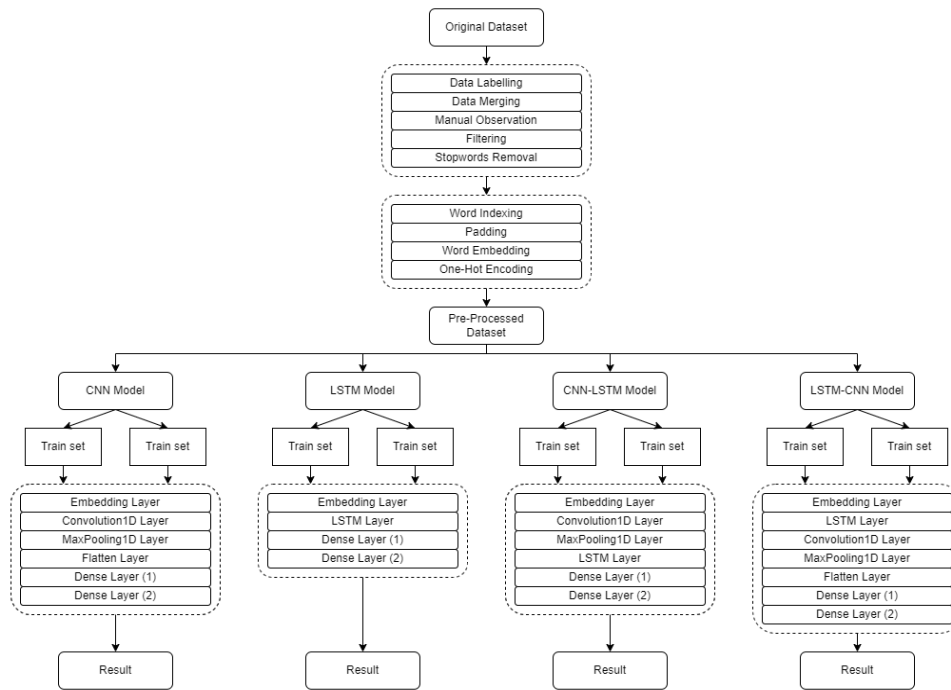 Original Dataset
Data Labelling
Data Merging
Manual Observation
Filtering
Stopwords Removal
Word Indexing
Padding
Word Embedding
One-Hot Encoding
Pre-Processed
Dataset
CNN Model
LSTM Model
CNN-LSTM Model
LSTM-CNN Model
Train set
Train set
Train set
Train set
Train set
Train set
Train set
Train set
Embedding Layer
Convolution1D Layer
MaxPooling1D Layer
Flatten Layer
Dense Layer (1)
Dense Layer (2)
Embedding Layer
LSTM Layer
Dense Layer (1)
Dense Layer (2)
Embedding Layer
Convolution1D Layer
MaxPooling1D Layer
LSTM Layer
Dense Layer (1)
Dense Layer (2)
Embedding Layer
LSTM Layer
Convolution1D Layer
MaxPooling1D Layer
Flatten Layer
Dense Layer (1)
Dense Layer (2)
Result
Result
Result
Result